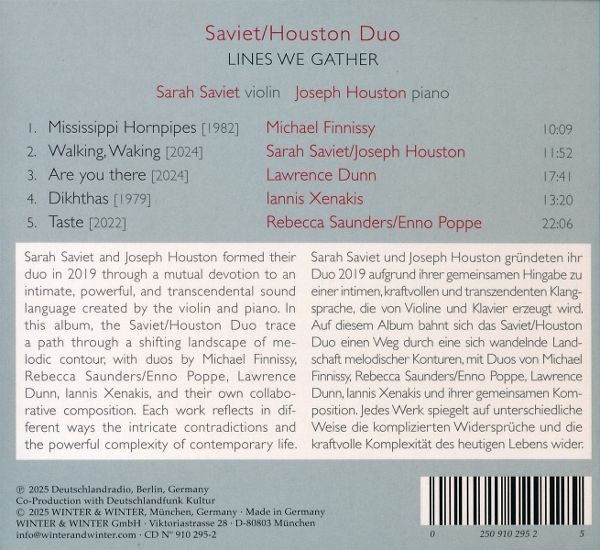 Saviet/Houston Duo
LINES WE GATHER
Sarah Saviet violin Joseph Houston piano
1. Mississippi Hornpipes [1982] Michael Finnissy 10:09
2. Walking, Waking [2024] Sarah Saviet/Joseph Houston 11:52
3. Are you there [2024] Lawrence Dunn 17:41
4. Dikhthas [1979] Iannis Xenakis 13:20
5. Taste [2022] Rebecca Saunders/Enno Poppe 22:06
Sarah Saviet and Joseph Houston formed their
duo in 2019 through a mutual devotion to an
intimate, powerful, and transcendental sound
language created by the violin and piano. In
this album, the Saviet/Houston Duo trace
a path through a shifting landscape of me-
lodic contour, with duos by Michael Finnissy,
Rebecca Saunders/Enno Poppe, Lawrence
Dunn, Iannis Xenakis, and their own collabo-
rative composition. Each work reflects in dif-
ferent ways the intricate contradictions and
the powerful complexity of contemporary life.
Sarah Saviet und Joseph Houston gründeten ihr
Duo 2019 aufgrund ihrer gemeinsamen Hingabe zu
einer intimen, kraftvollen und transzendenten Klang-
sprache, die von Violine und Klavier erzeugt wird.
Auf diesem Album bahnt sich das Saviet/Houston
Duo einen Weg durch eine sich wandelnde Land-
schaft melodischer Konturen, mit Duos von Michael
Finnissy, Rebecca Saunders/Enno Poppe, Lawrence
Dunn, Iannis Xenakis und ihrer gemeinsamen Kom-
position. Jedes Werk spiegelt auf unterschiedliche
Weise die komplizierten Widersprüche und die
kraftvolle Komplexität des heutigen Lebens wider.
℗ 2025 Deutschlandradio, Berlin, Germany
Co-Production with Deutschlandfunk Kultur
© 2025 WINTER & WINTER, München, Germany · Made in Germany
WINTER & WINTER GmbH · Viktoriastrasse 28 · D-80803 München
info@winterandwinter.com · CD Nº 910 295-2
0 250 910 295 2 5